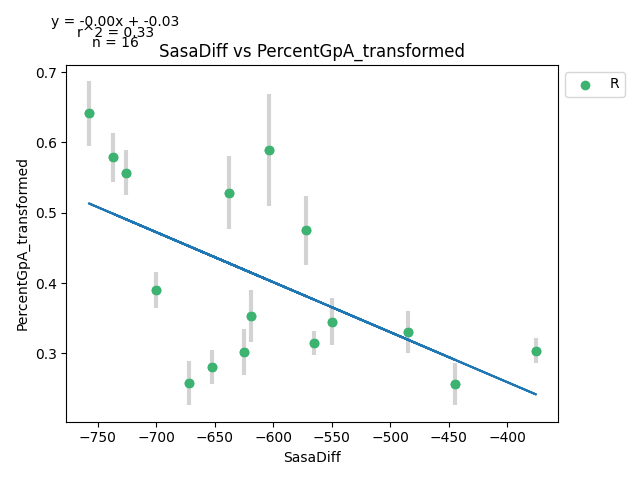 y = -0.00x + -0.03
r^2 = 0.33
n = 16
SasaDiff vs PercentGpA_transformed
R
PercentGpA_transformed
0.7
0.6
0.5
0.4
0.3
−750 −700 −650 −600 −550 −500 −450 −400
SasaDiff